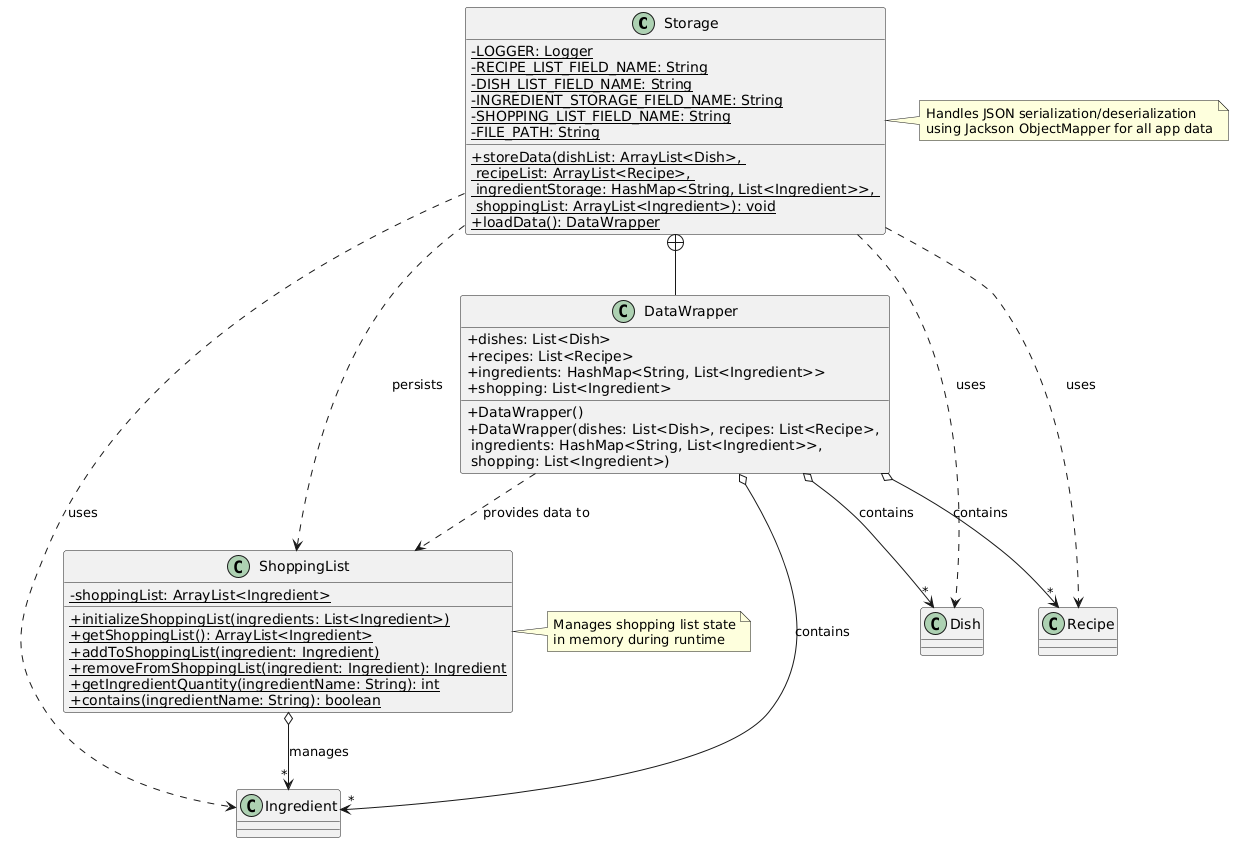 C Storage
-LOGGER: Logger
-RECIPE_LIST_FIELD_NAME: String
-DISH_LIST_FIELD_NAME: String
-INGREDIENT_STORAGE_FIELD_NAME: String
-SHOPPING_LIST_FIELD_NAME: String
-FILE_PATH: String
+storeData(dishList: ArrayList<Dish>,
recipeList: ArrayList<Recipe>,
ingredientStorage: HashMap<String, List<Ingredient>>,
shoppingList: ArrayList<Ingredient>): void
+loadData(): DataWrapper
Handles JSON serialization/deserialization
using Jackson ObjectMapper for all app data
C DataWrapper
+dishes: List<Dish>
+recipes: List<Recipe>
+ingredients: HashMap<String, List<Ingredient>>
+shopping: List<Ingredient>
+DataWrapper()
+DataWrapper(dishes: List<Dish>, recipes: List<Recipe>,
ingredients: HashMap<String, List<Ingredient>>,
shopping: List<Ingredient>)
persists
uses
uses
uses
provides data to
contains
contains
C ShoppingList
-shoppingList: ArrayList<Ingredient>
+initializeShoppingList(ingredients: List<Ingredient>)
+getShoppingList(): ArrayList<Ingredient>
+addToShoppingList(ingredient: Ingredient)
+removeFromShoppingList(ingredient: Ingredient): Ingredient
+getIngredientQuantity(ingredientName: String): int
+contains(ingredientName: String): boolean
Manages shopping list state
in memory during runtime
contains
*
*
C Dish
C Recipe
manages
*
*
C Ingredient